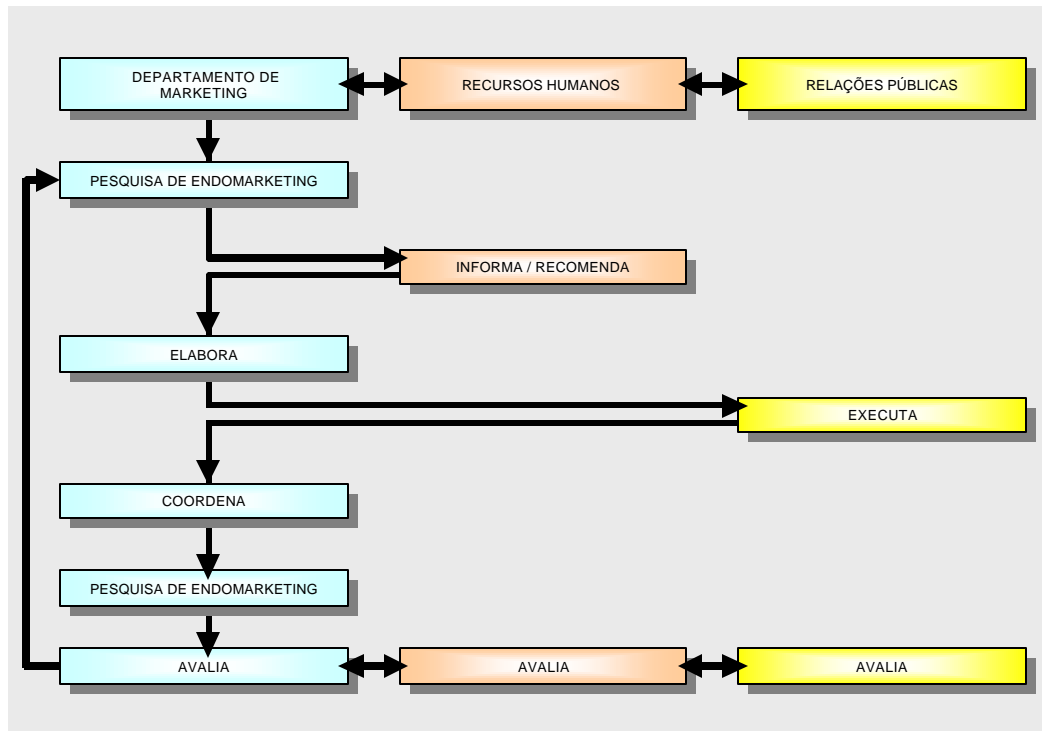 DEPARTAMENTO DE
MARKETING
RECURSOS HUMANOS
RELAÇÕES PÚBLICAS
PESQUISA DE ENDOMARKETING
INFORMA / RECOMENDA
ELABORA
EXECUTA
COORDENA
PESQUISA DE ENDOMARKETING
AVALIA
AVALIA
AVALIA